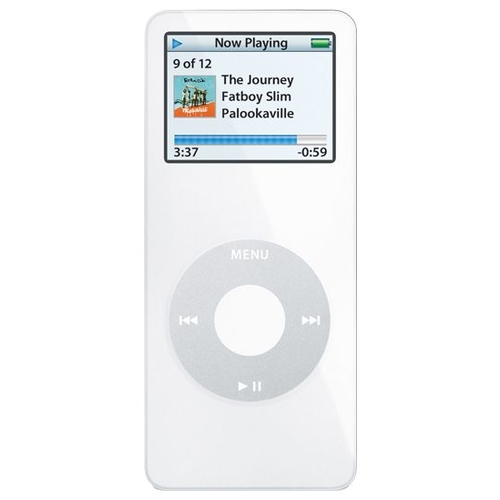 Now Playing
9 of 12
The Journey
Fatboy Slim
Palookaville
3:37 -0:59
MENU